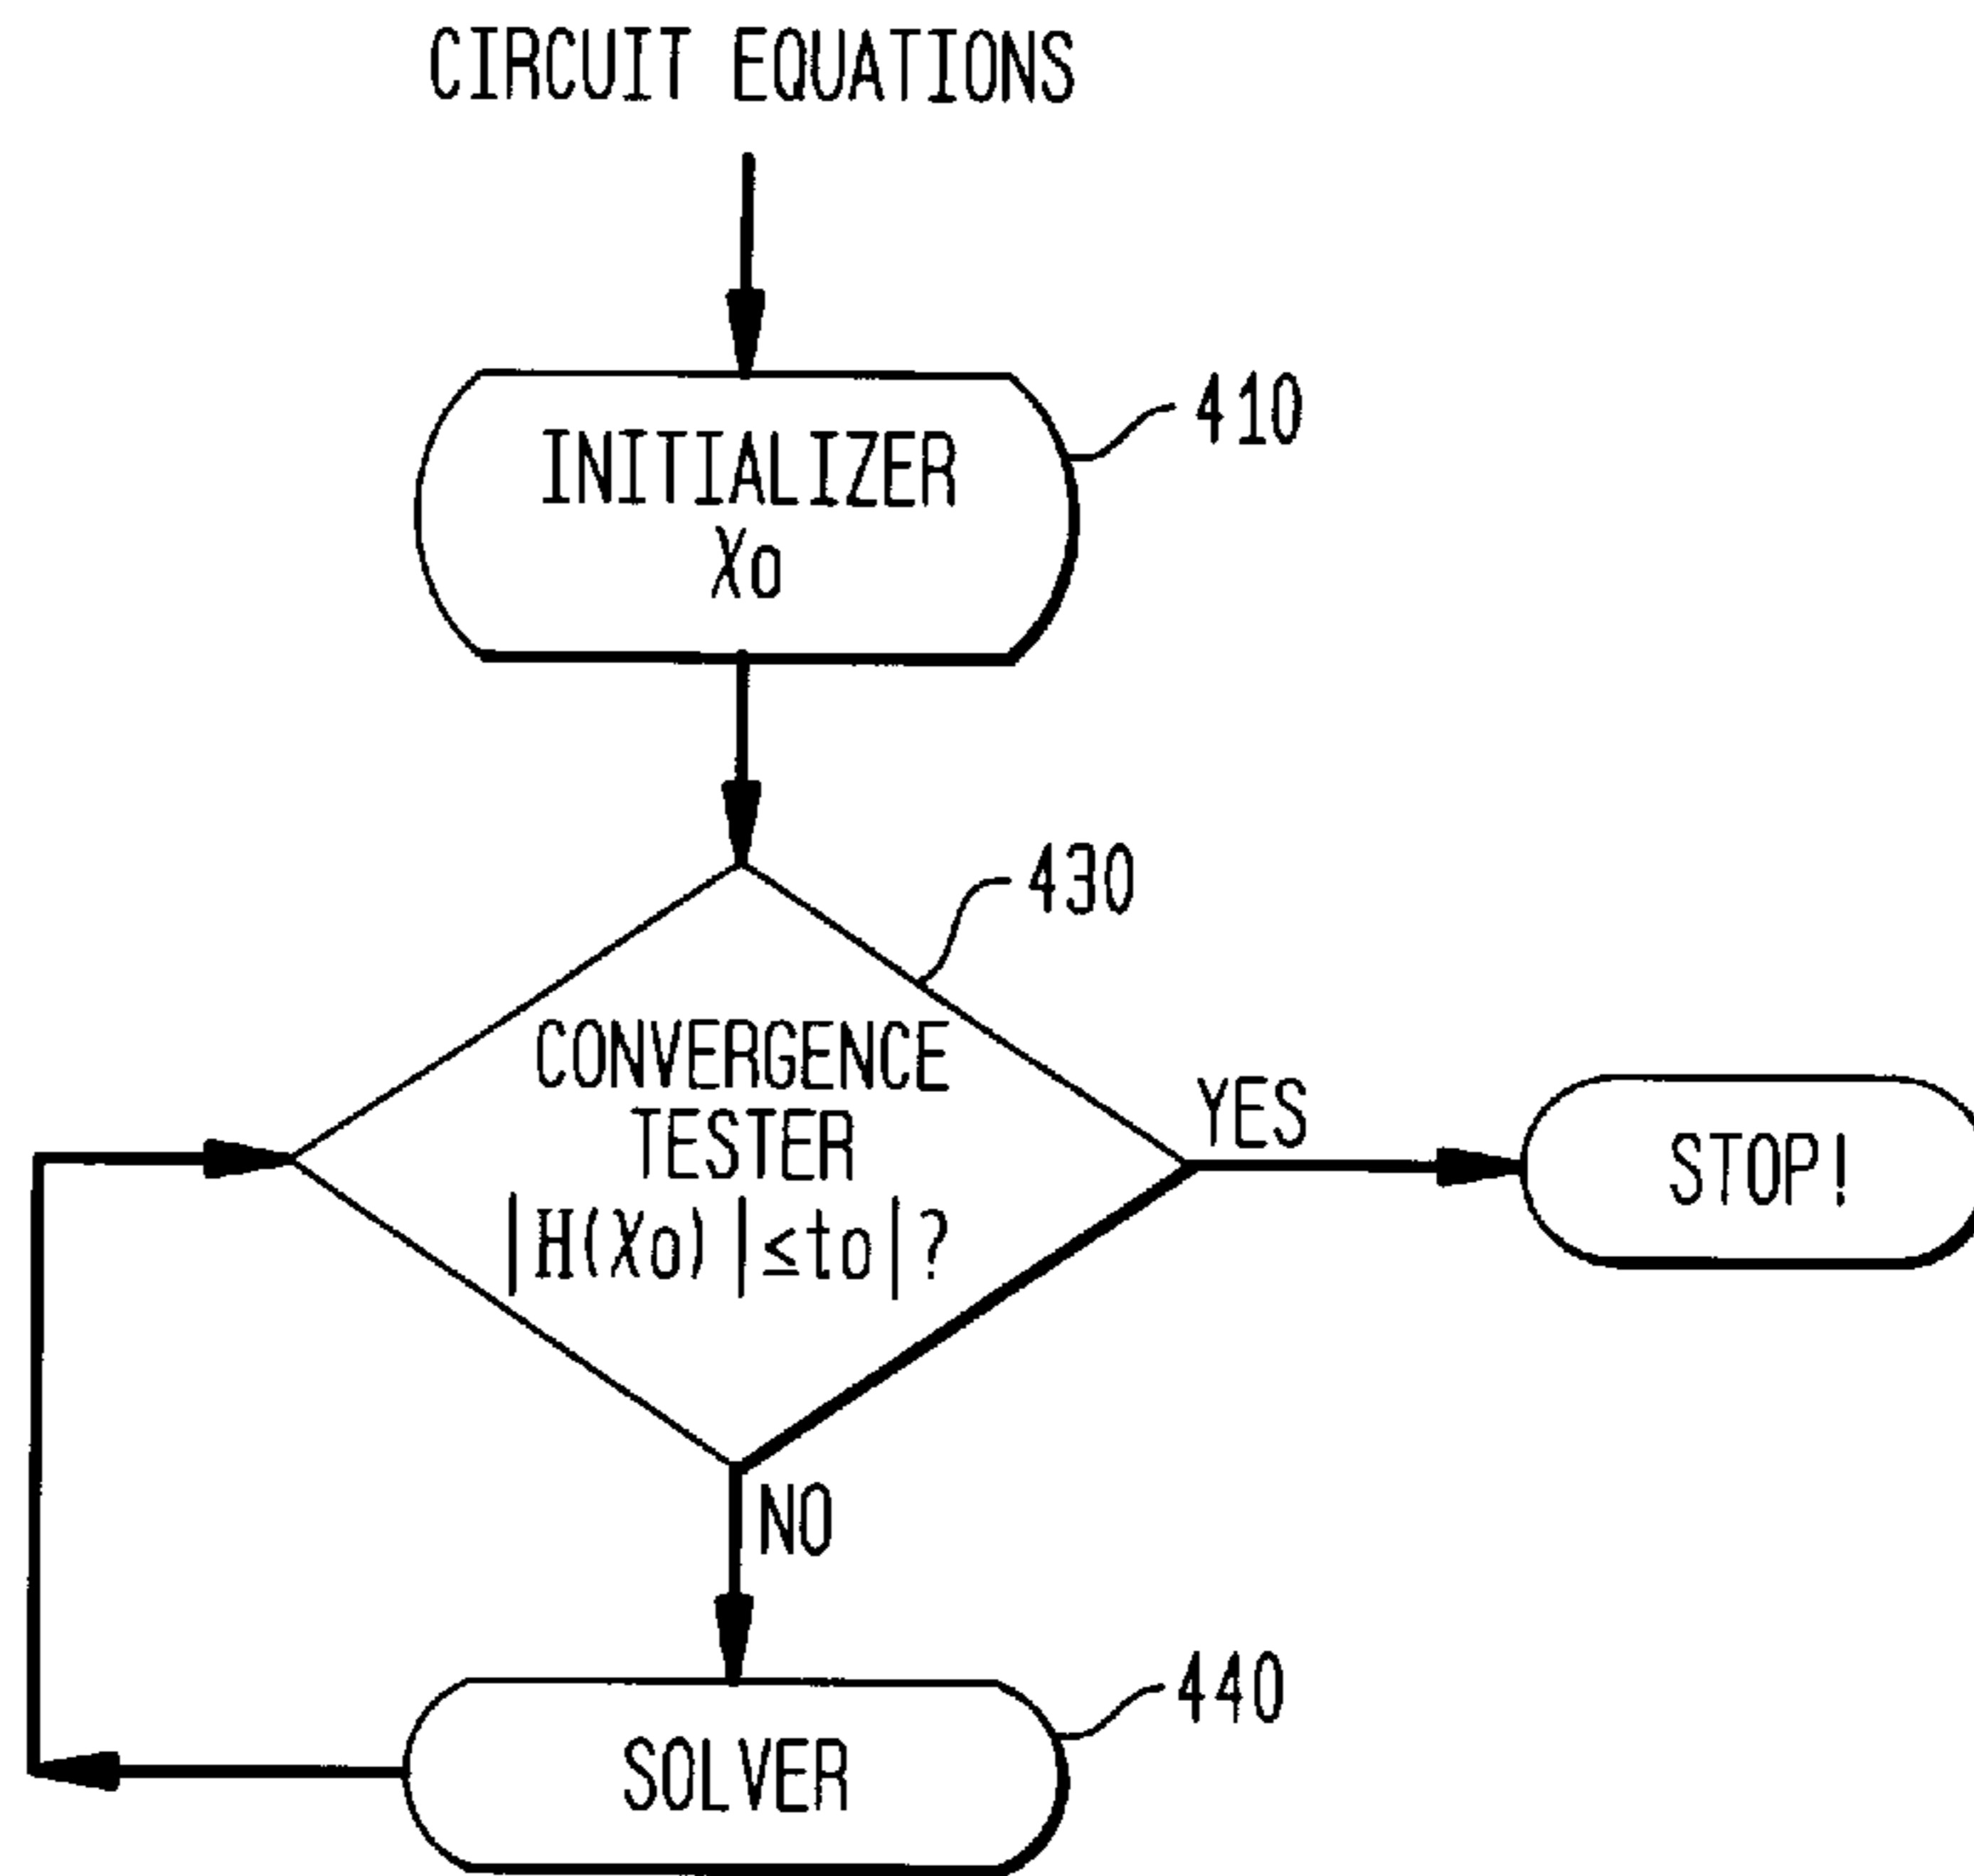 CIRCUIT EQUATIONS
410
INITIALIZER
Xo
430
CONVERGENCE
TESTER
|H(Xo)|≤to|?
YES
STOP!
NO
440
SOLVER